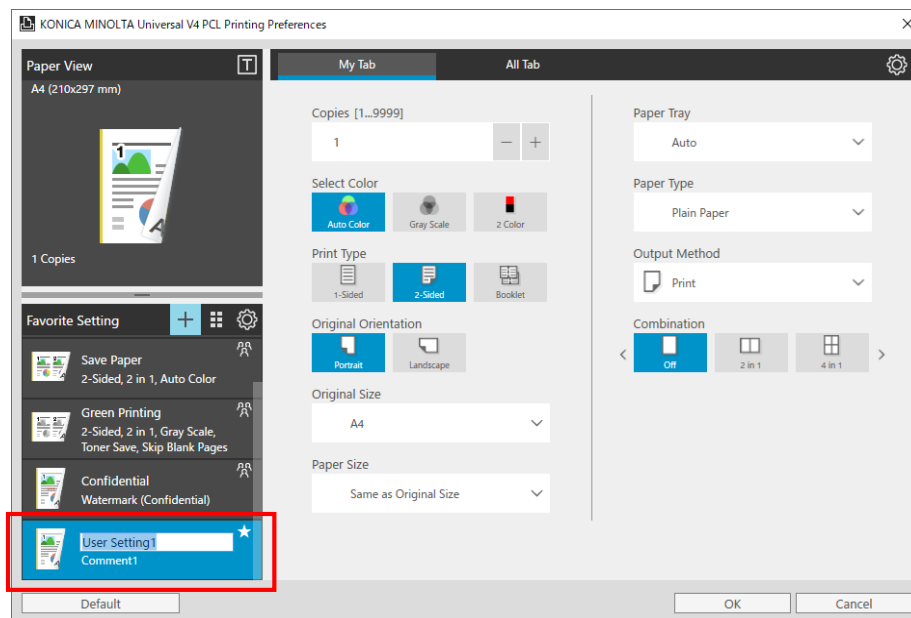 KONICA MINOLTA Universal V4 PCL Printing Preferences
Paper View
T
A4 (210x297 mm)
1
A
1 Copies
Favorite Setting
Save Paper
2-Sided, 2 in 1, Auto Color
Green Printing
2-Sided, 2 in 1, Gray Scale,
Toner Save, Skip Blank Pages
Confidential
Watermark (Confidential)
User Setting1
Comment1
My Tab
All Tab
Copies [1...9999]
1
Select Color
Auto Color
Gray Scale
2 Color
Print Type
1-Sided
2-Sided
Booklet
Original Orientation
Portrait
Landscape
Original Size
A4
Paper Size
Same as Original Size
Paper Tray
Auto
Paper Type
Plain Paper
Output Method
Print
Combination
Off
2 in 1
4 in 1
Default
OK
Cancel